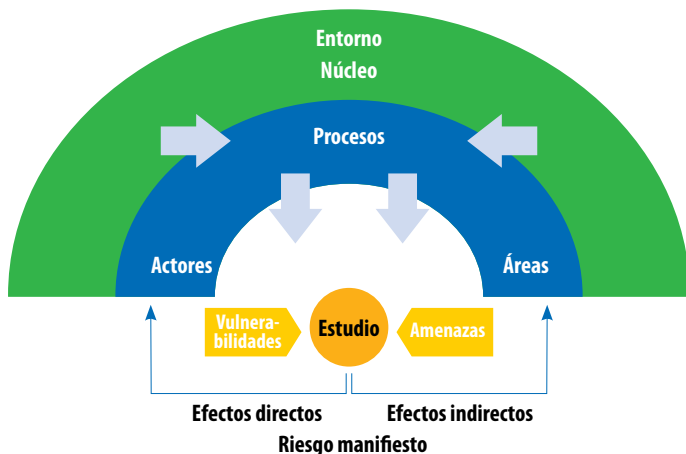 Entorno
Núcleo
Procesos
Actores
Áreas
Vulnera-
bilidades
Estudio
Amenazas
Efectos directos
Efectos indirectos
Riesgo manifiesto